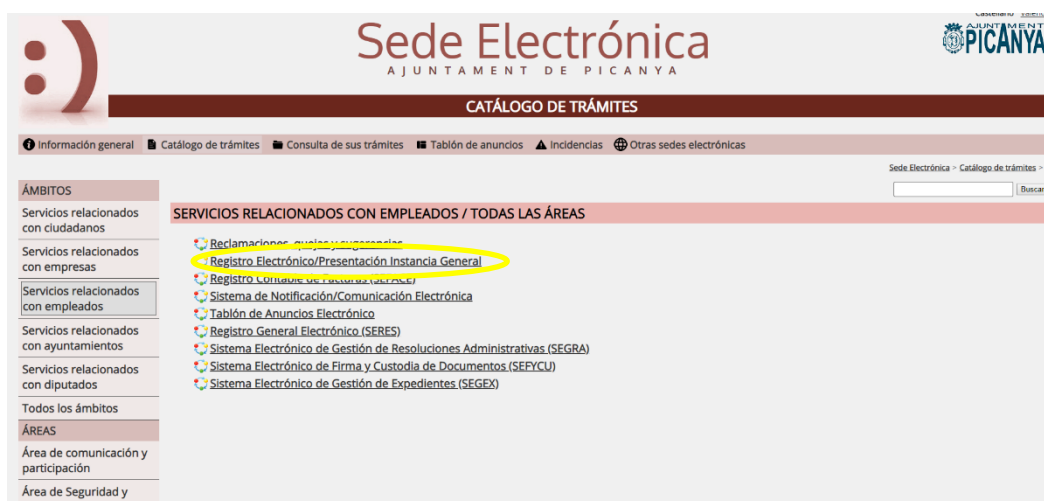 Castellano Valencià
Sede Electrónica
AJUNTAMENT DE PICANYA
AJUNTAMENT
PICANYA
CATÁLOGO DE TRÁMITES
Información general Catálogo de trámites Consulta de sus trámites Tablón de anuncios Incidencias Otras sedes electrónicas
Sede Electrónica > Catálogo de trámites >
Buscar
ÁMBITOS
Servicios relacionados
con ciudadanos
Servicios relacionados
con empresas
Servicios relacionados
con empleados
Servicios relacionados
con ayuntamientos
Servicios relacionados
con diputados
Todos los ámbitos
ÁREAS
Área de comunicación y
participación
Área de Seguridad y
SERVICIOS RELACIONADOS CON EMPLEADOS / TODAS LAS ÁREAS
Reclamaciones, quejas y sugerencias
Registro Electrónico/Presentación Instancia General
Registro Contable de Facturas (SEFACE)
Sistema de Notificación/Comunicación Electrónica
Tablón de Anuncios Electrónico
Registro General Electrónico (SERES)
Sistema Electrónico de Gestión de Resoluciones Administrativas (SEGRA)
Sistema Electrónico de Firma y Custodia de Documentos (SEFYCU)
Sistema Electrónico de Gestión de Expedientes (SEGEX)